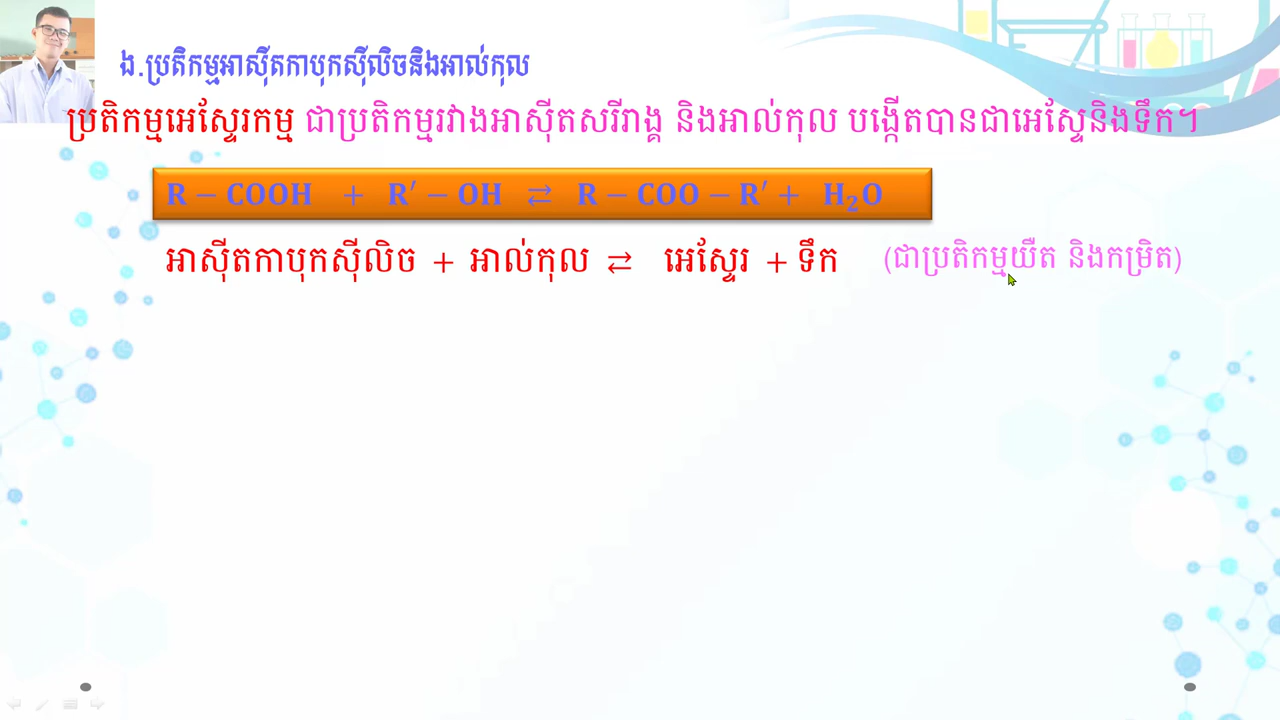 ង.ប្រតិកម្មអាស៊ីតកាបុកស៊ីលិចនិងអាល់កុល
ប្រតិកម្មអេស្ទែរកម្ម ជាប្រតិកម្មរវាងអាស៊ីតសរីរាង្គ និងអាល់កុល បង្កើតបានជាអេស្ទែនិងទឹក។
R − COOH + R′ − OH ⇄ R − COO − R′ + H₂O
អាស៊ីតកាបុកស៊ីលិច + អាល់កុល ⇄ អេស្ទែរ + ទឹក (ជាប្រតិកម្មយឺត និងកម្រិត)